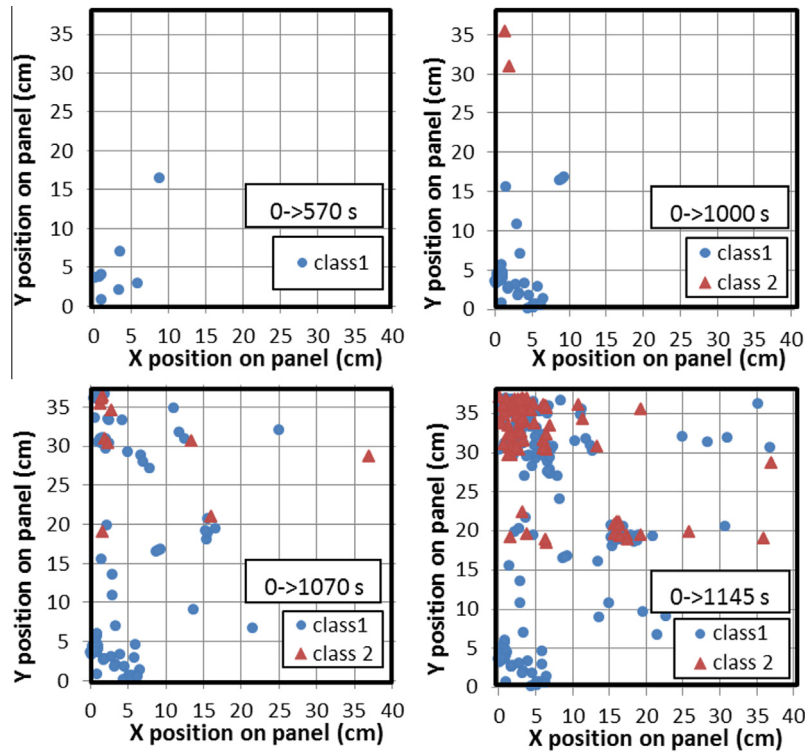 Y position on panel (cm)
35
30
25
20
15
10
5
0
0->570 s
class1
0 5 10 15 20 25 30 35 40
X position on panel (cm)
Y position on panel (cm)
35
30
25
20
15
10
5
0
0->1000 s
class1
class 2
0 5 10 15 20 25 30 35 40
X position on panel (cm)
Y position on panel (cm)
35
30
25
20
15
10
5
0
0->1070 s
class1
class 2
0 5 10 15 20 25 30 35 40
X position on panel (cm)
Y position on panel (cm)
35
30
25
20
15
10
5
0
0->1145 s
class1
class 2
0 5 10 15 20 25 30 35 40
X position on panel (cm)